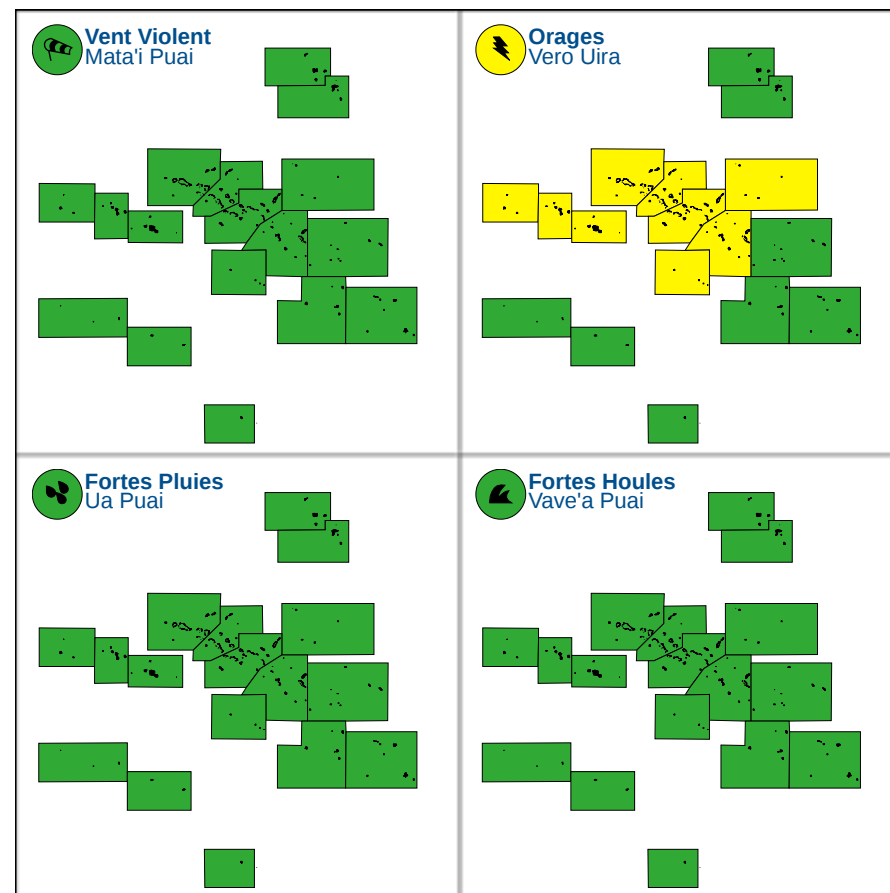 Vent Violent
Mata'i Puai
Orages
Vero Uira
Fortes Pluies
Ua Puai
Fortes Houles
Vave'a Puai